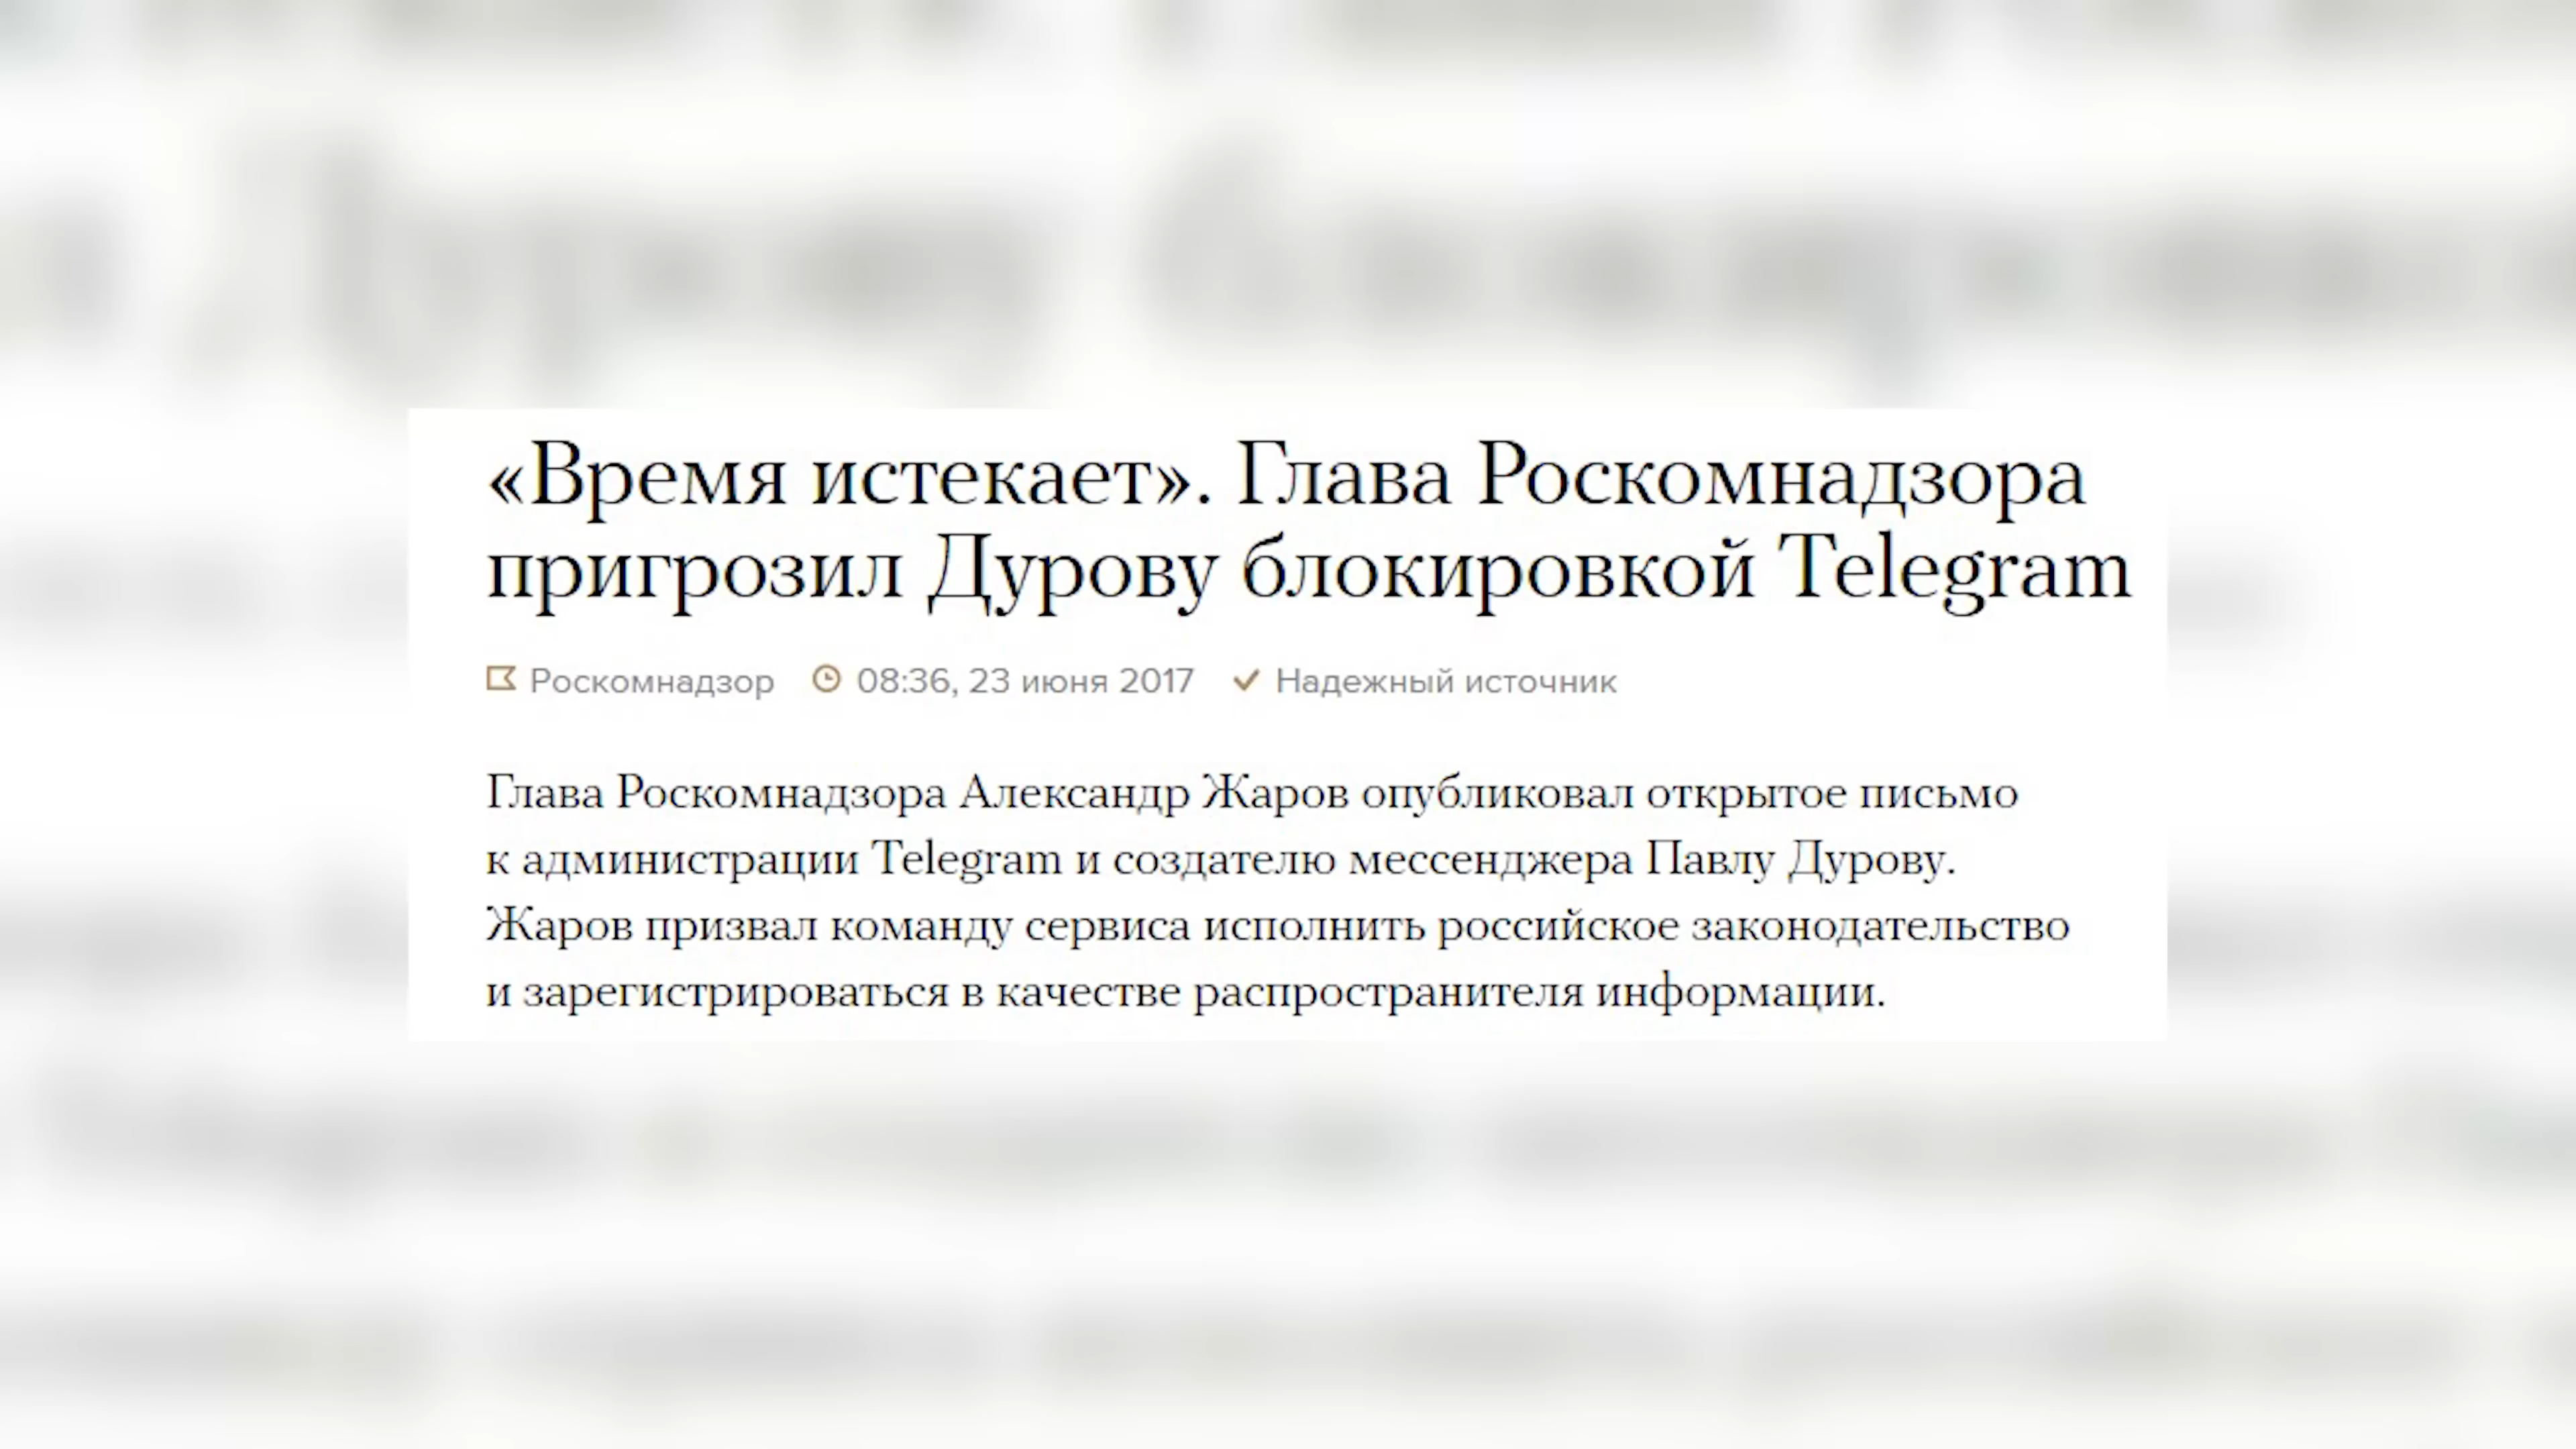 «Время истекает». Глава Роскомнадзора
пригрозил Дурову блокировкой Telegram
Роскомнадзор 08:36, 23 июня 2017 Надежный источник
Глава Роскомнадзора Александр Жаров опубликовал открытое письмо
к администрации Telegram и создателю мессенджера Павлу Дурову.
Жаров призвал команду сервиса исполнить российское законодательство
и зарегистрироваться в качестве распространителя информации.